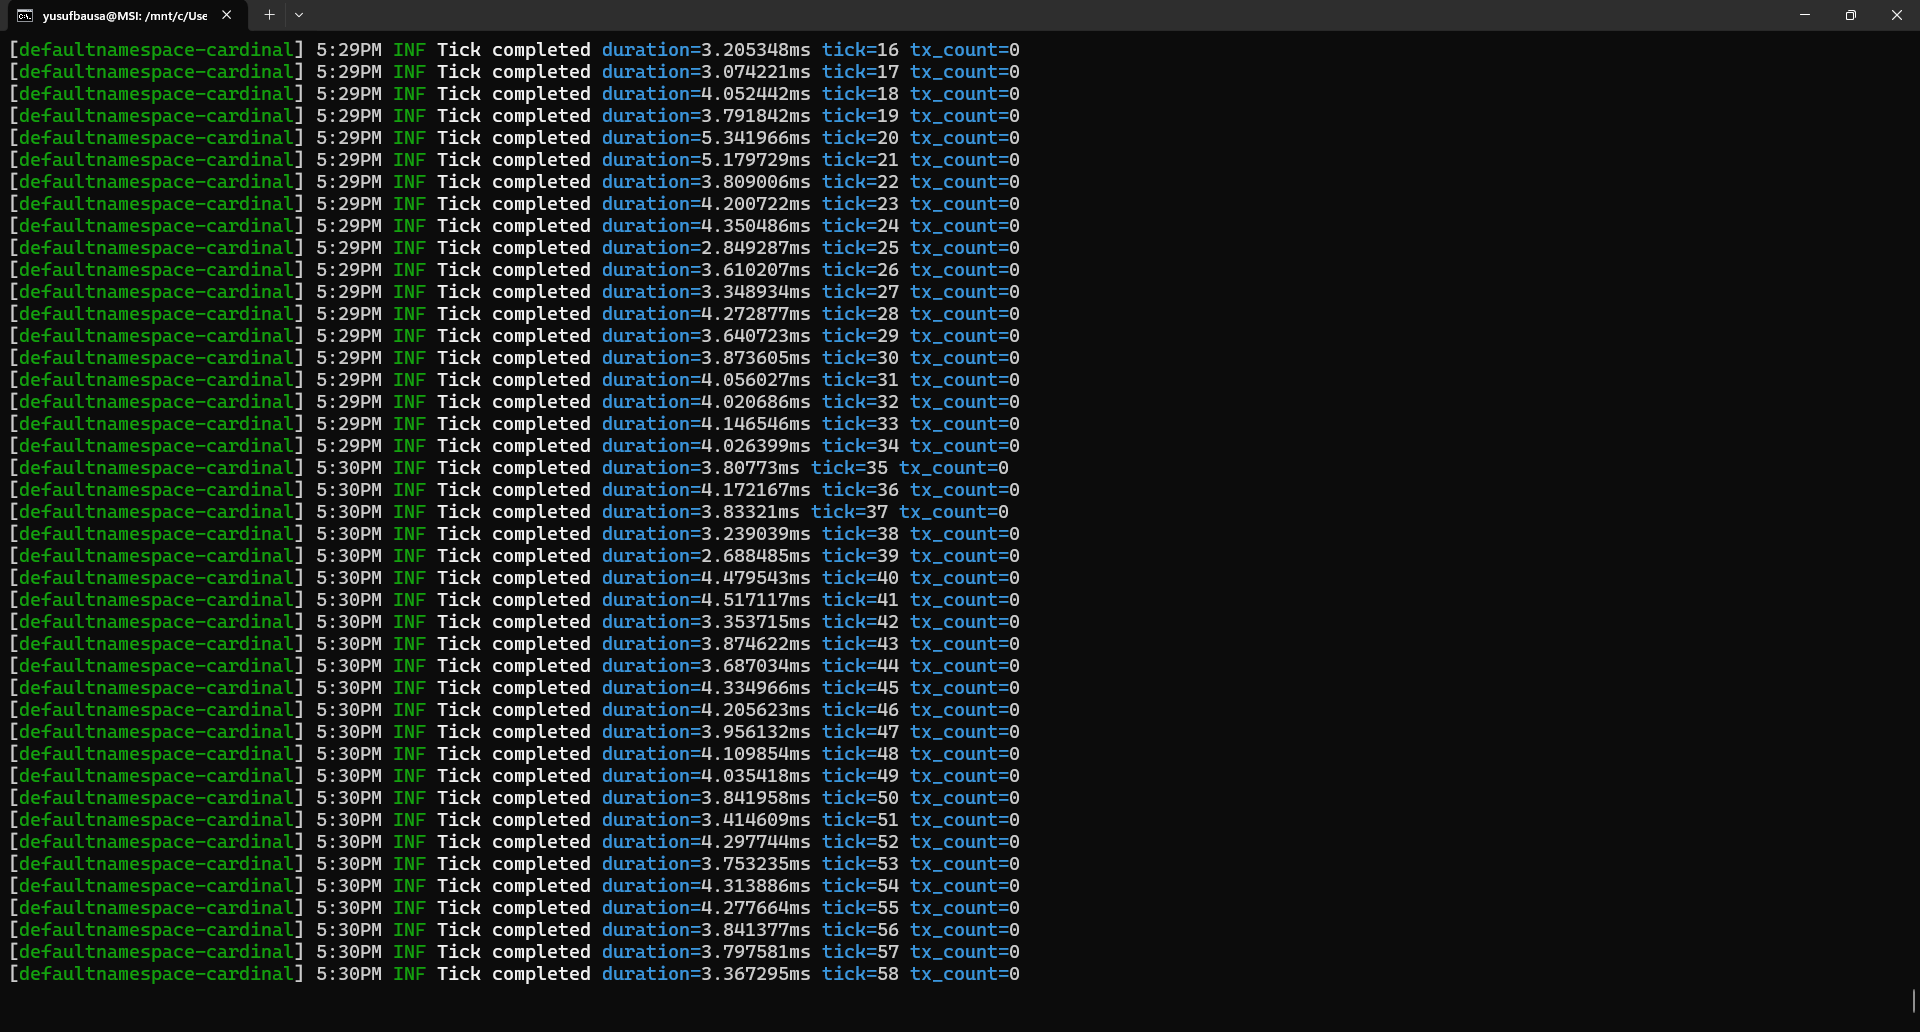 yusufbausa@MSI: /mnt/c/Use
[defaultnamespace-cardinal] 5:29PM INF Tick completed duration=3.205348ms tick=16 tx_count=0
[defaultnamespace-cardinal] 5:29PM INF Tick completed duration=3.074221ms tick=17 tx_count=0
[defaultnamespace-cardinal] 5:29PM INF Tick completed duration=4.052442ms tick=18 tx_count=0
[defaultnamespace-cardinal] 5:29PM INF Tick completed duration=3.791842ms tick=19 tx_count=0
[defaultnamespace-cardinal] 5:29PM INF Tick completed duration=5.341966ms tick=20 tx_count=0
[defaultnamespace-cardinal] 5:29PM INF Tick completed duration=5.179729ms tick=21 tx_count=0
[defaultnamespace-cardinal] 5:29PM INF Tick completed duration=3.809006ms tick=22 tx_count=0
[defaultnamespace-cardinal] 5:29PM INF Tick completed duration=4.200722ms tick=23 tx_count=0
[defaultnamespace-cardinal] 5:29PM INF Tick completed duration=4.350486ms tick=24 tx_count=0
[defaultnamespace-cardinal] 5:29PM INF Tick completed duration=2.849287ms tick=25 tx_count=0
[defaultnamespace-cardinal] 5:29PM INF Tick completed duration=3.610207ms tick=26 tx_count=0
[defaultnamespace-cardinal] 5:29PM INF Tick completed duration=3.348934ms tick=27 tx_count=0
[defaultnamespace-cardinal] 5:29PM INF Tick completed duration=4.272877ms tick=28 tx_count=0
[defaultnamespace-cardinal] 5:29PM INF Tick completed duration=3.640723ms tick=29 tx_count=0
[defaultnamespace-cardinal] 5:29PM INF Tick completed duration=3.873605ms tick=30 tx_count=0
[defaultnamespace-cardinal] 5:29PM INF Tick completed duration=4.056027ms tick=31 tx_count=0
[defaultnamespace-cardinal] 5:29PM INF Tick completed duration=4.020686ms tick=32 tx_count=0
[defaultnamespace-cardinal] 5:29PM INF Tick completed duration=4.146546ms tick=33 tx_count=0
[defaultnamespace-cardinal] 5:29PM INF Tick completed duration=4.026399ms tick=34 tx_count=0
[defaultnamespace-cardinal] 5:30PM INF Tick completed duration=3.80773ms tick=35 tx_count=0
[defaultnamespace-cardinal] 5:30PM INF Tick completed duration=4.172167ms tick=36 tx_count=0
[defaultnamespace-cardinal] 5:30PM INF Tick completed duration=3.83321ms tick=37 tx_count=0
[defaultnamespace-cardinal] 5:30PM INF Tick completed duration=3.239039ms tick=38 tx_count=0
[defaultnamespace-cardinal] 5:30PM INF Tick completed duration=2.688485ms tick=39 tx_count=0
[defaultnamespace-cardinal] 5:30PM INF Tick completed duration=4.479543ms tick=40 tx_count=0
[defaultnamespace-cardinal] 5:30PM INF Tick completed duration=4.517117ms tick=41 tx_count=0
[defaultnamespace-cardinal] 5:30PM INF Tick completed duration=3.353715ms tick=42 tx_count=0
[defaultnamespace-cardinal] 5:30PM INF Tick completed duration=3.874622ms tick=43 tx_count=0
[defaultnamespace-cardinal] 5:30PM INF Tick completed duration=3.687034ms tick=44 tx_count=0
[defaultnamespace-cardinal] 5:30PM INF Tick completed duration=4.334966ms tick=45 tx_count=0
[defaultnamespace-cardinal] 5:30PM INF Tick completed duration=4.205623ms tick=46 tx_count=0
[defaultnamespace-cardinal] 5:30PM INF Tick completed duration=3.956132ms tick=47 tx_count=0
[defaultnamespace-cardinal] 5:30PM INF Tick completed duration=4.109854ms tick=48 tx_count=0
[defaultnamespace-cardinal] 5:30PM INF Tick completed duration=4.035418ms tick=49 tx_count=0
[defaultnamespace-cardinal] 5:30PM INF Tick completed duration=3.841958ms tick=50 tx_count=0
[defaultnamespace-cardinal] 5:30PM INF Tick completed duration=3.414609ms tick=51 tx_count=0
[defaultnamespace-cardinal] 5:30PM INF Tick completed duration=4.297744ms tick=52 tx_count=0
[defaultnamespace-cardinal] 5:30PM INF Tick completed duration=3.753235ms tick=53 tx_count=0
[defaultnamespace-cardinal] 5:30PM INF Tick completed duration=4.313886ms tick=54 tx_count=0
[defaultnamespace-cardinal] 5:30PM INF Tick completed duration=4.277664ms tick=55 tx_count=0
[defaultnamespace-cardinal] 5:30PM INF Tick completed duration=3.841377ms tick=56 tx_count=0
[defaultnamespace-cardinal] 5:30PM INF Tick completed duration=3.797581ms tick=57 tx_count=0
[defaultnamespace-cardinal] 5:30PM INF Tick completed duration=3.367295ms tick=58 tx_count=0